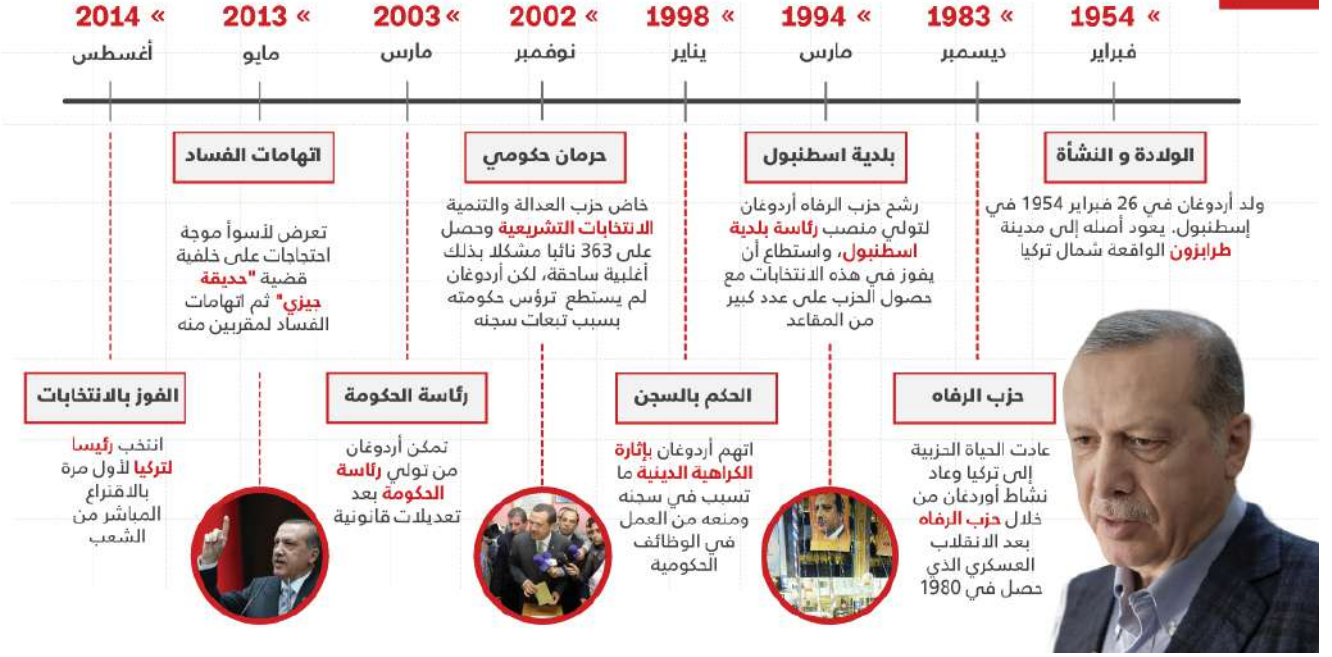 1954 »
فبراير
الولادة و النشأة
ولد أردوغان في 26 فبراير 1954 في
إسطنبول. يعود أصله إلى مدينة
طرابزون الواقعة شمال تركيا
1983 »
ديسمبر
حزب الرفاه
عادت الحياة الحزبية
إلى تركيا وعاد
نشاط أوردغان من
خلال حزب الرفاه
بعد الانقلاب
العسكري الذي
حصل في 1980
1994 »
مارس
بلدية اسطنبول
رشح حزب الرفاه أردوغان
لتولي منصب رئاسة بلدية
اسطنبول، واستطاع أن
يفوز في هذه الانتخابات مع
حصول الحزب على عدد كبير
من المقاعد
1998 »
يناير
الحكم بالسجن
اتهم أردوغان بإثارة
الكراهية الدينية ما
تسبب في سجنه
ومنعه من العمل
في الوظائف
الحكومية
2002 »
نوفمبر
حرمان حكومي
خاض حزب العدالة والتنمية
الانتخابات التشريعية وحصل
على 363 نائبا مشكلا بذلك
أغلبية ساحقة، لكن أردوغان
لم يستطع ترؤس حكومته
بسبب تبعات سجنه
2003 »
مارس
رئاسة الحكومة
تمكن أردوغان
من تولي رئاسة
الحكومة بعد
تعديلات قانونية
2013 »
مايو
اتهامات الفساد
تعرض لأسوأ موجة
احتجاجات على خلفية
قضية "حديقة
جيزي" ثم اتهامات
الفساد لمقربين منه
2014 »
أغسطس
الفوز بالانتخابات
انتخب رئيسا
لتركيا لأول مرة
بالاقتراع
المباشر من
الشعب